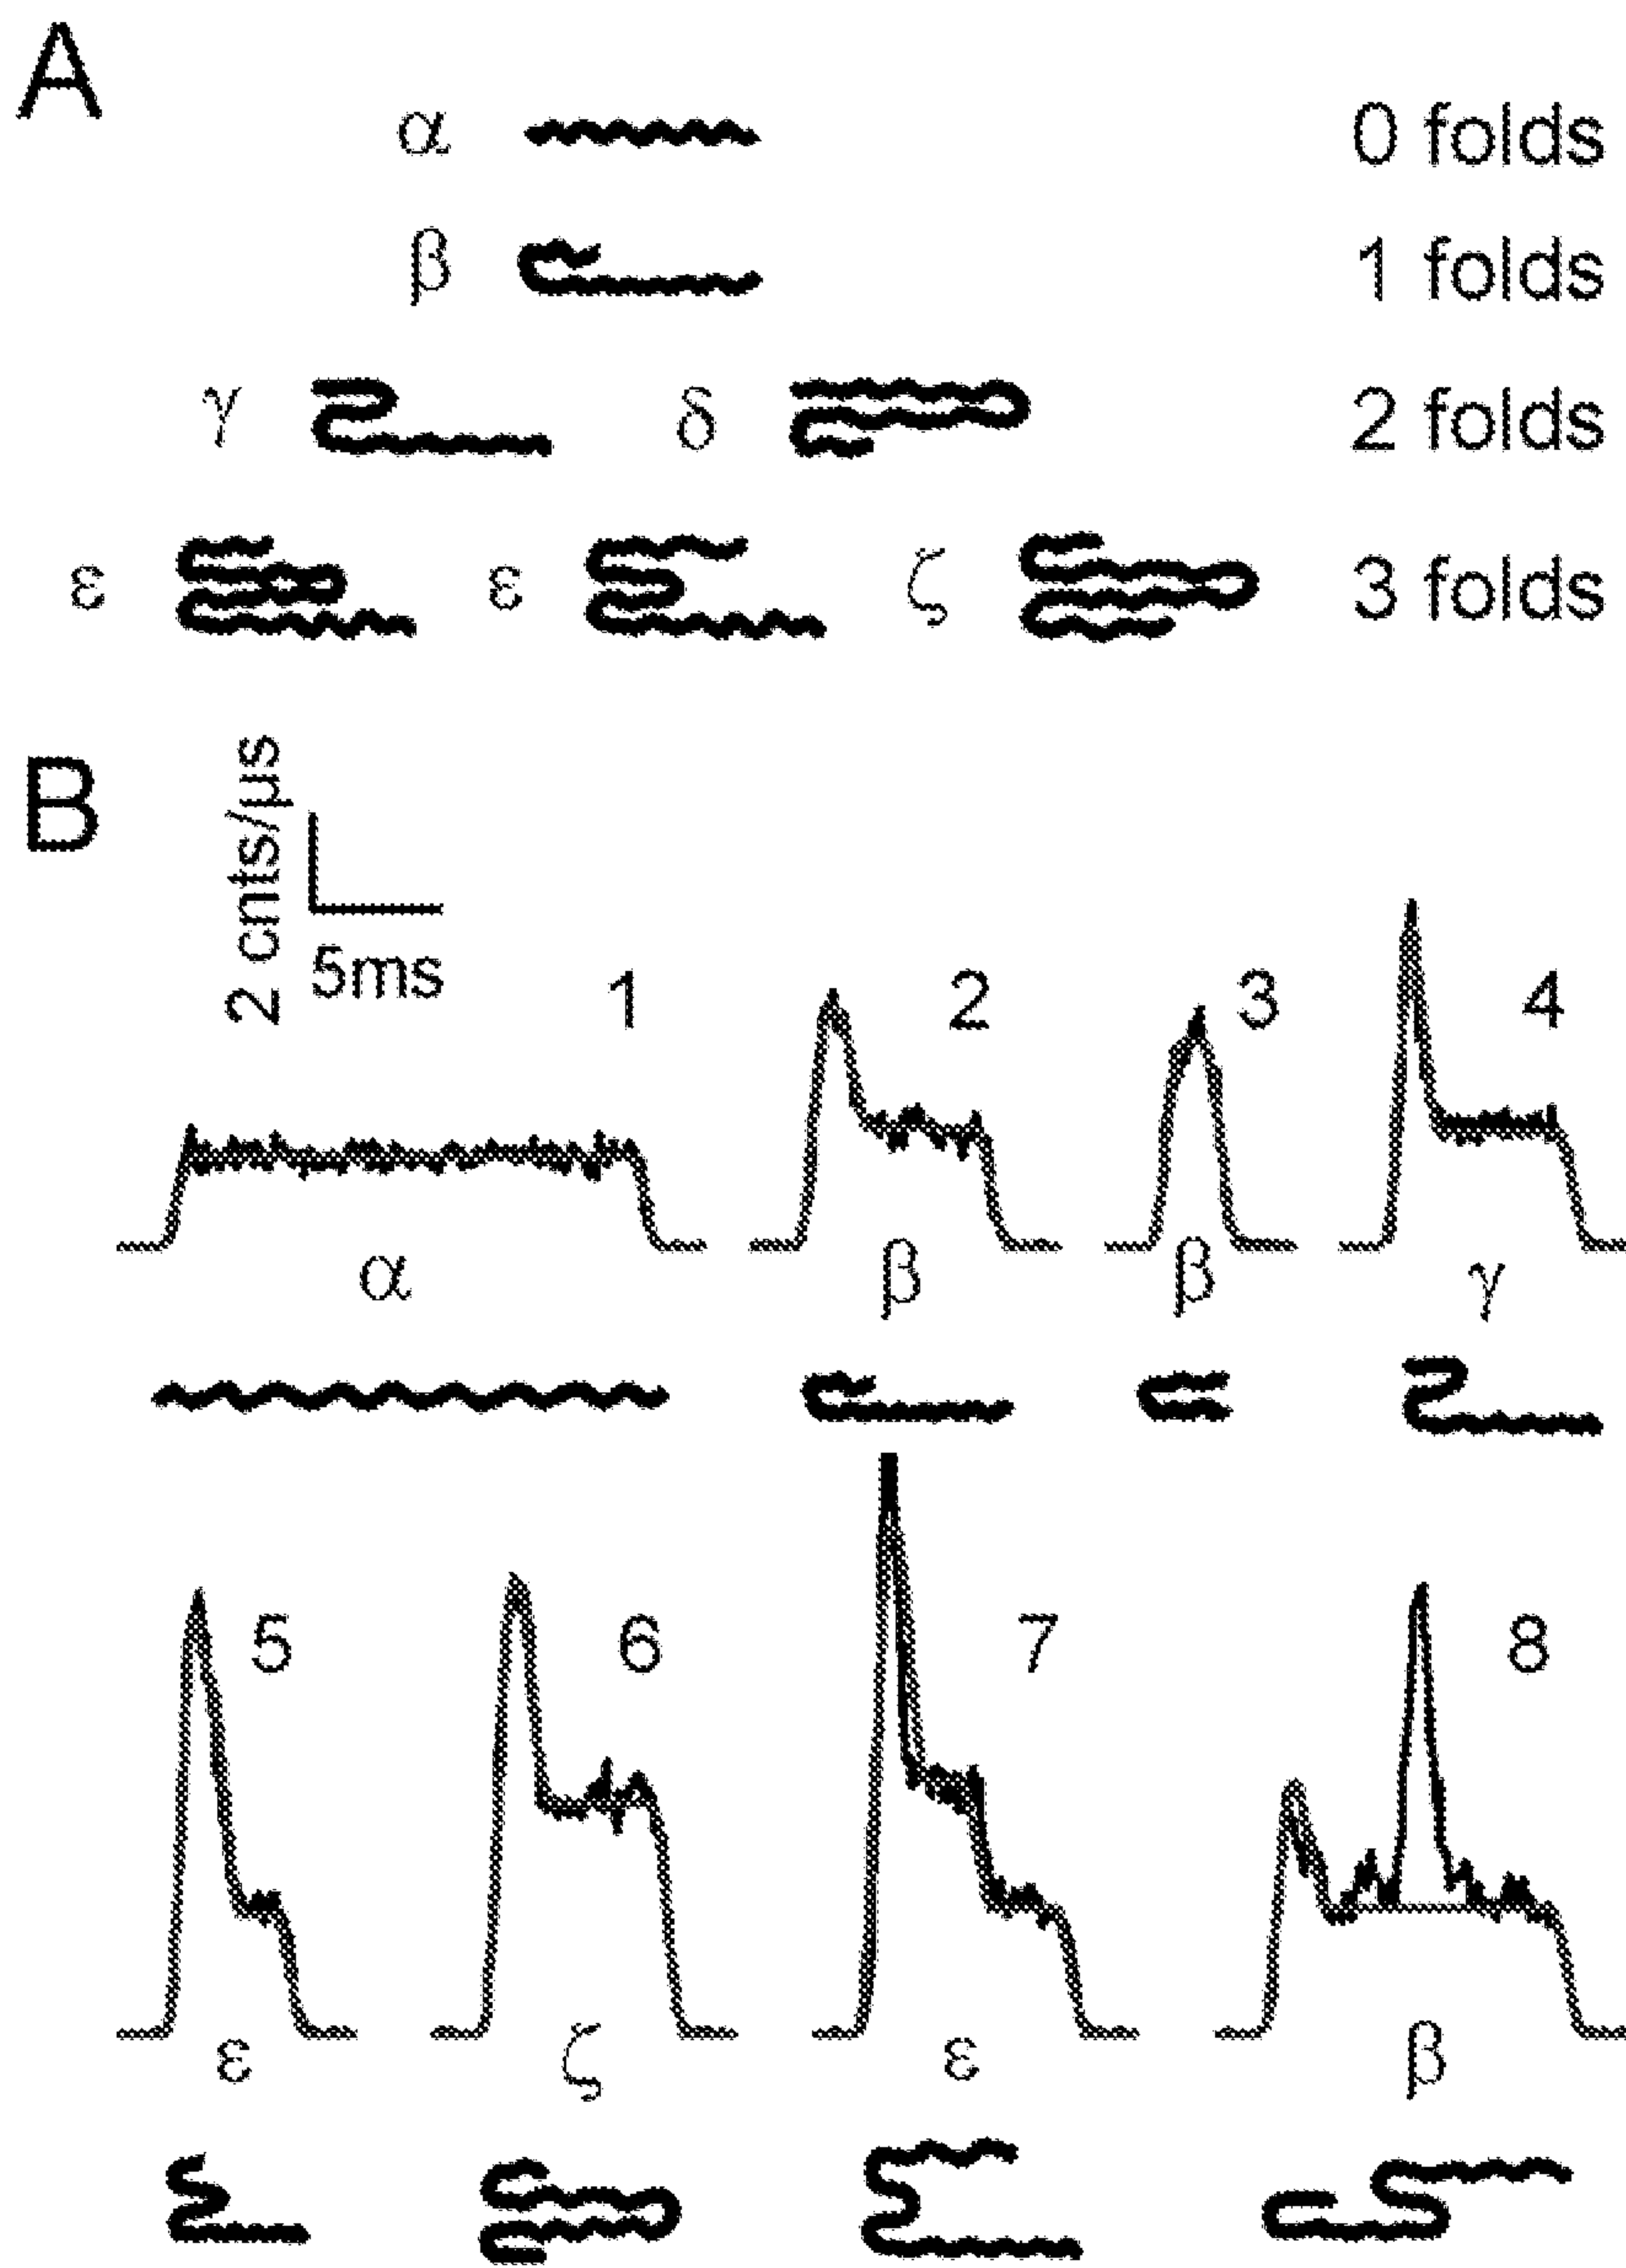 A
α 0 folds
β 1 folds
γ δ 2 folds
ε ε ζ 3 folds
B
2 cnts/µs
5ms
1 2 3 4
α β β γ
5 6 7 8
ε ζ ε β